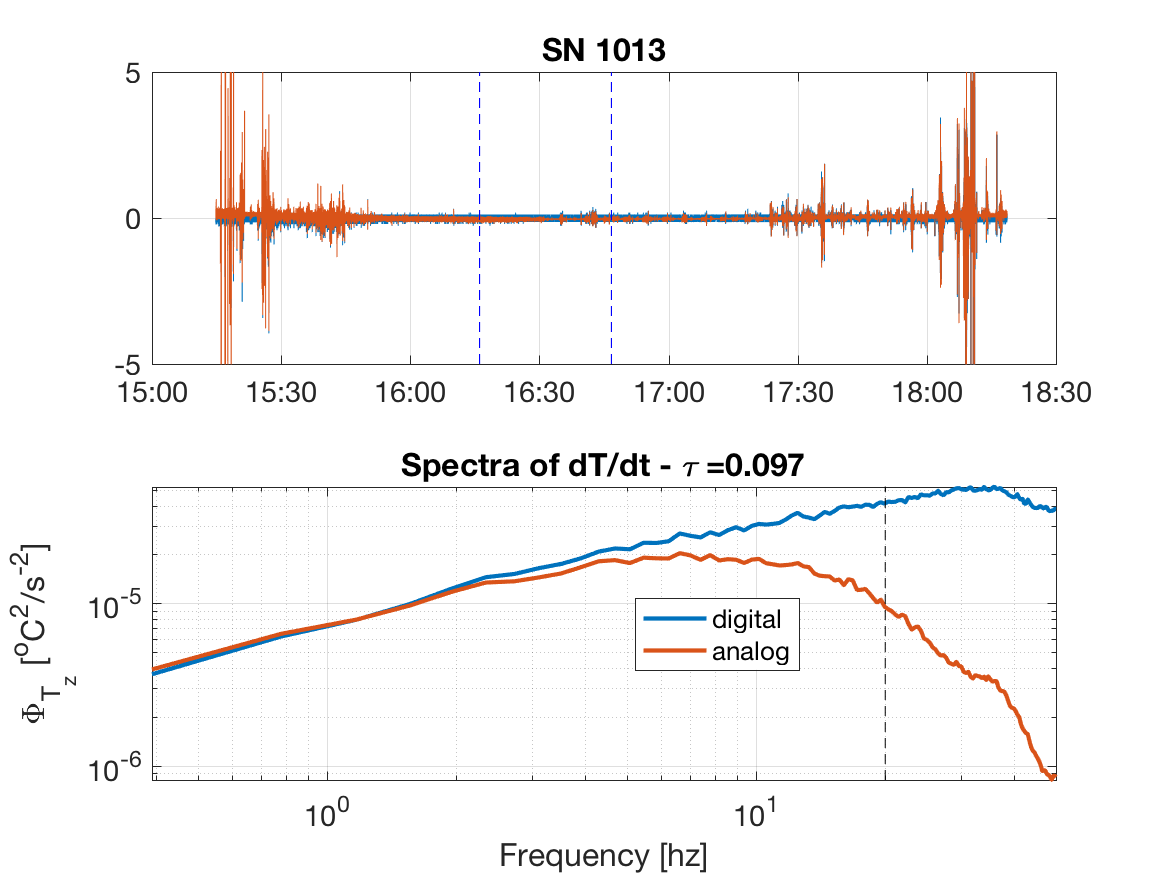 SN 1013
5
0
-5
15:00 15:30 16:00 16:30 17:00 17:30 18:00 18:30
Spectra of dT/dt - τ =0.097
Φ_{T_z} [°C²/s⁻²]
10⁻⁵
10⁻⁶
digital
analog
10⁰ 10¹
Frequency [hz]